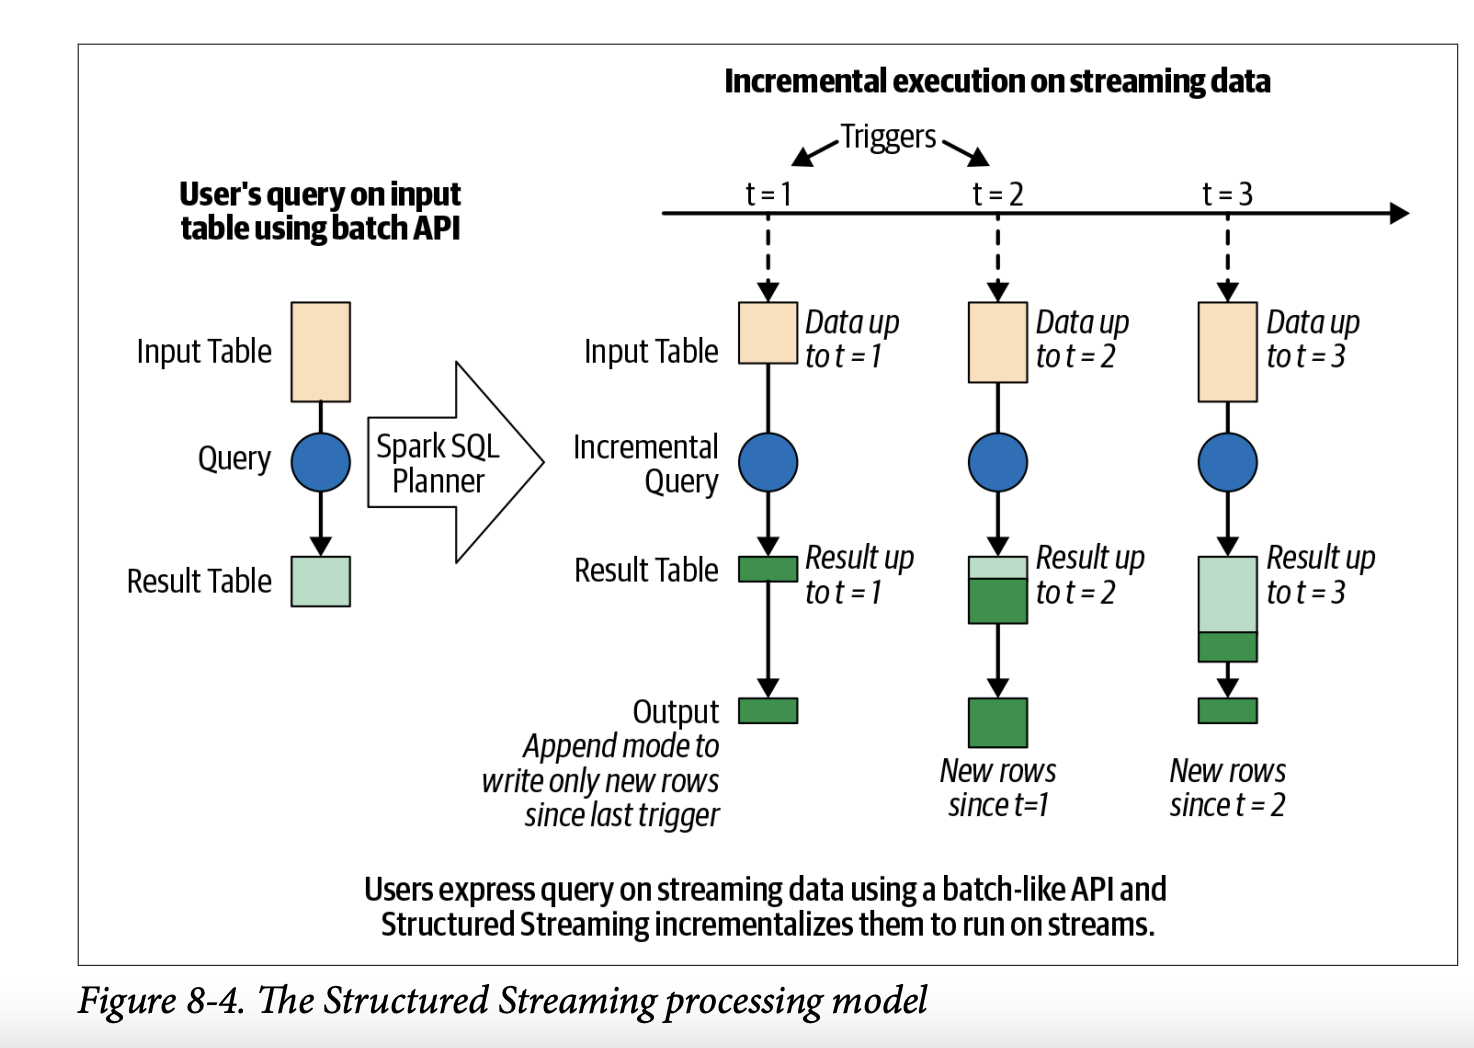 Incremental execution on streaming data
Triggers
User's query on input
table using batch API
t = 1
t = 2
t = 3
Input Table
Query
Result Table
Spark SQL
Planner
Input Table
Data up
to t = 1
Data up
to t = 2
Data up
to t = 3
Incremental
Query
Result Table
Result up
to t = 1
Result up
to t = 2
Result up
to t = 3
Output
Append mode to
write only new rows
since last trigger
New rows
since t=1
New rows
since t = 2
Users express query on streaming data using a batch-like API and
Structured Streaming incrementalizes them to run on streams.
Figure 8-4. The Structured Streaming processing model